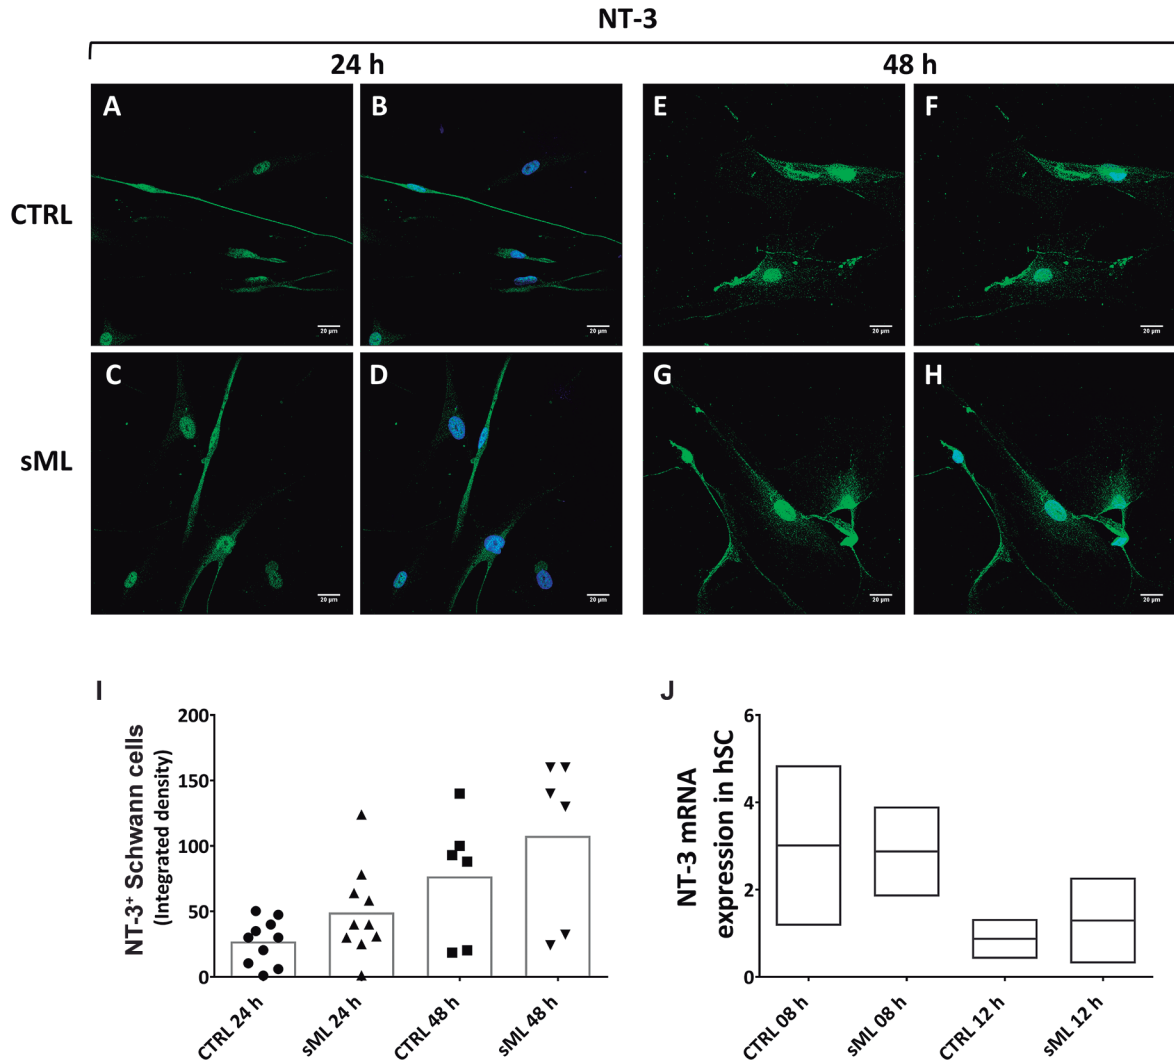 NT-3
24 h
48 h
A
B
E
F
CTRL
20 µm
20 µm
20 µm
20 µm
C
D
G
H
sML
20 µm
20 µm
20 µm
20 µm
I
J
NT-3⁺ Schwann cells
(Integrated density)
200
150
100
50
0
CTRL 24 h
sML 24 h
CTRL 48 h
sML 48 h
NT-3 mRNA
expression in hSC
6
4
2
0
CTRL 08 h
sML 08 h
CTRL 12 h
sML 12 h